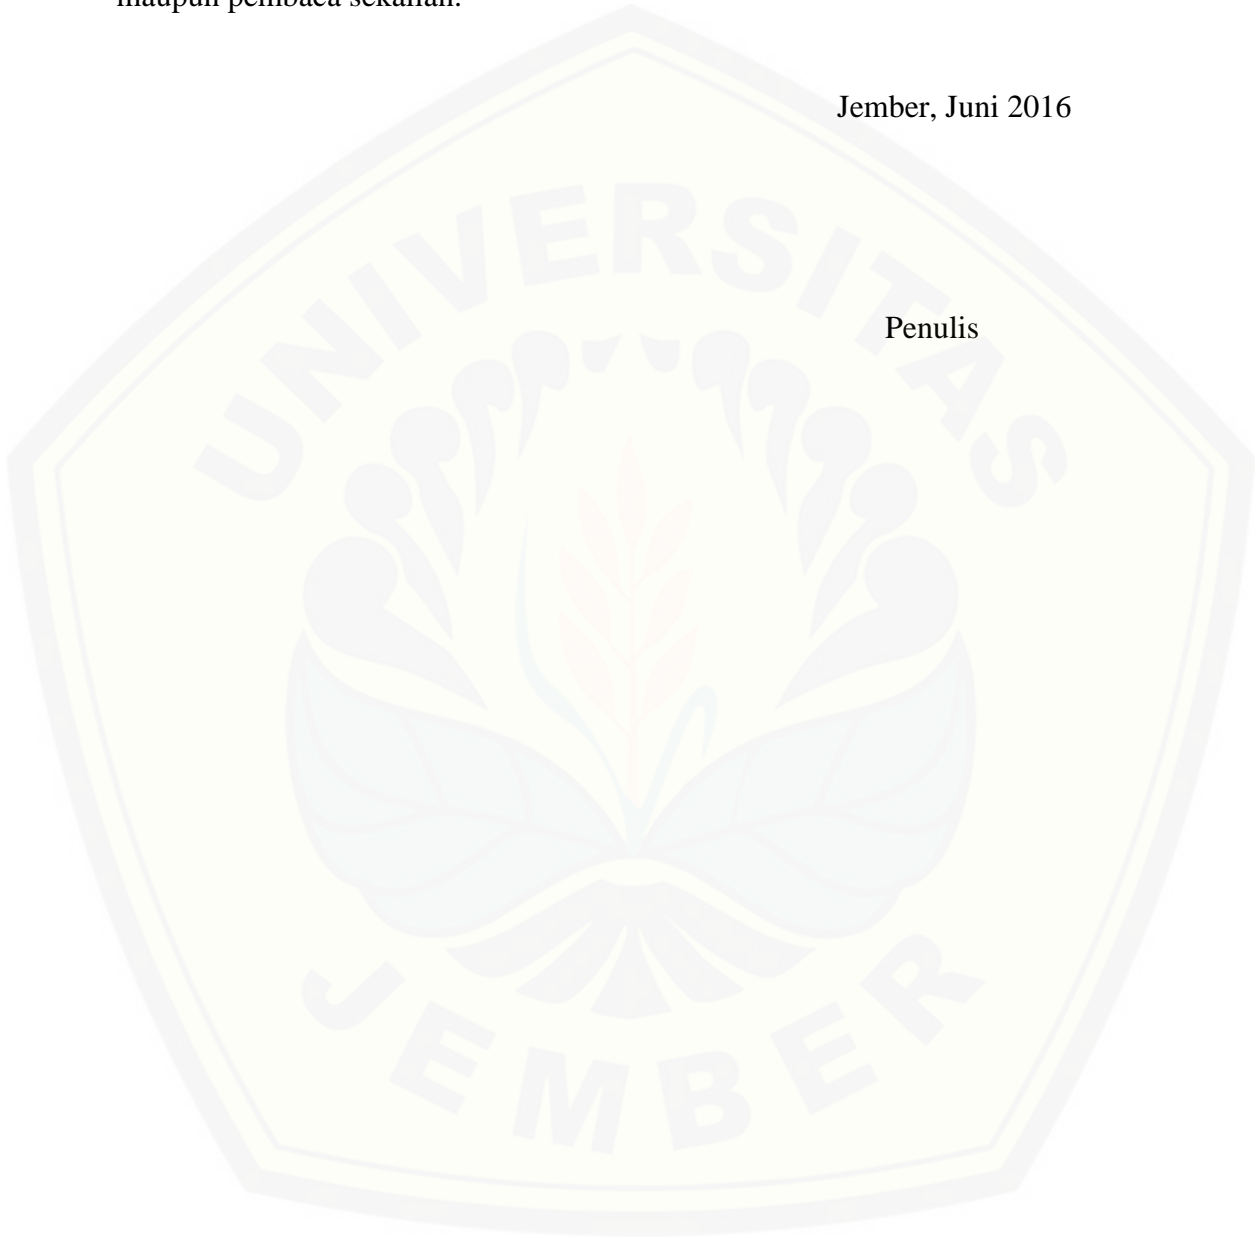 maupun pembaca sekalian.
Jember, Juni 2016
UNIVERSITAS
Penulis
JEMBER